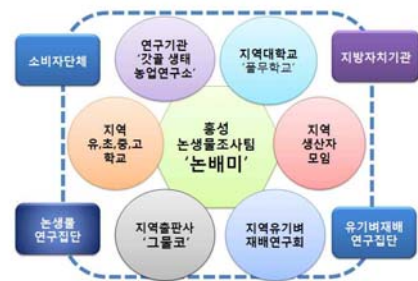 소비자단체
연구기관
'갓골 생태
농업연구소'
지역대학교
'풀무학교'
지방자치기관
지역
유,초,중,고
학교
홍성
논생물조사팀
'논배미'
지역
생산자
모임
논생물
연구집단
지역출판사
'그물코'
지역유기벼
재배연구회
유기벼재배
연구집단